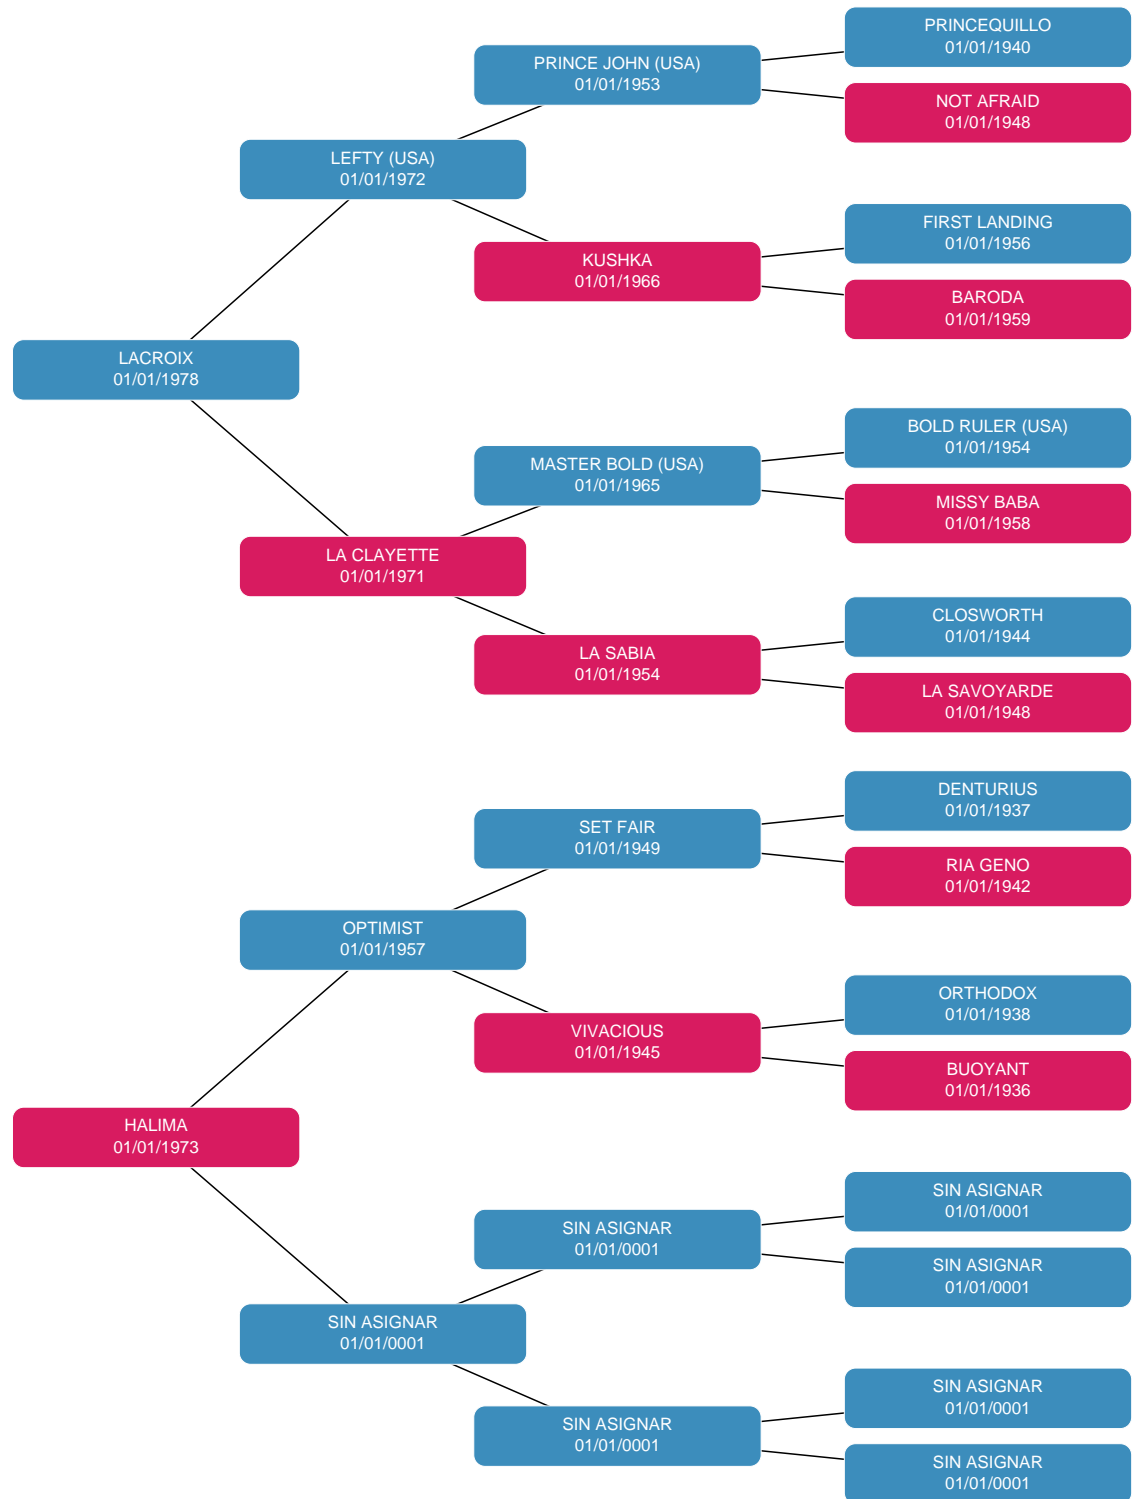 PRINCEQUILLO
01/01/1940
PRINCE JOHN (USA)
01/01/1953
NOT AFRAID
01/01/1948
LEFTY (USA)
01/01/1972
FIRST LANDING
01/01/1956
KUSHKA
01/01/1966
BARODA
01/01/1959
LACROIX
01/01/1978
BOLD RULER (USA)
01/01/1954
MASTER BOLD (USA)
01/01/1965
MISSY BABA
01/01/1958
LA CLAYETTE
01/01/1971
CLOSWORTH
01/01/1944
LA SABIA
01/01/1954
LA SAVOYARDE
01/01/1948
DENTURIUS
01/01/1937
SET FAIR
01/01/1949
RIA GENO
01/01/1942
OPTIMIST
01/01/1957
ORTHODOX
01/01/1938
VIVACIOUS
01/01/1945
BUOYANT
01/01/1936
HALIMA
01/01/1973
SIN ASIGNAR
01/01/0001
SIN ASIGNAR
01/01/0001
SIN ASIGNAR
01/01/0001
SIN ASIGNAR
01/01/0001
SIN ASIGNAR
01/01/0001
SIN ASIGNAR
01/01/0001
SIN ASIGNAR
01/01/0001